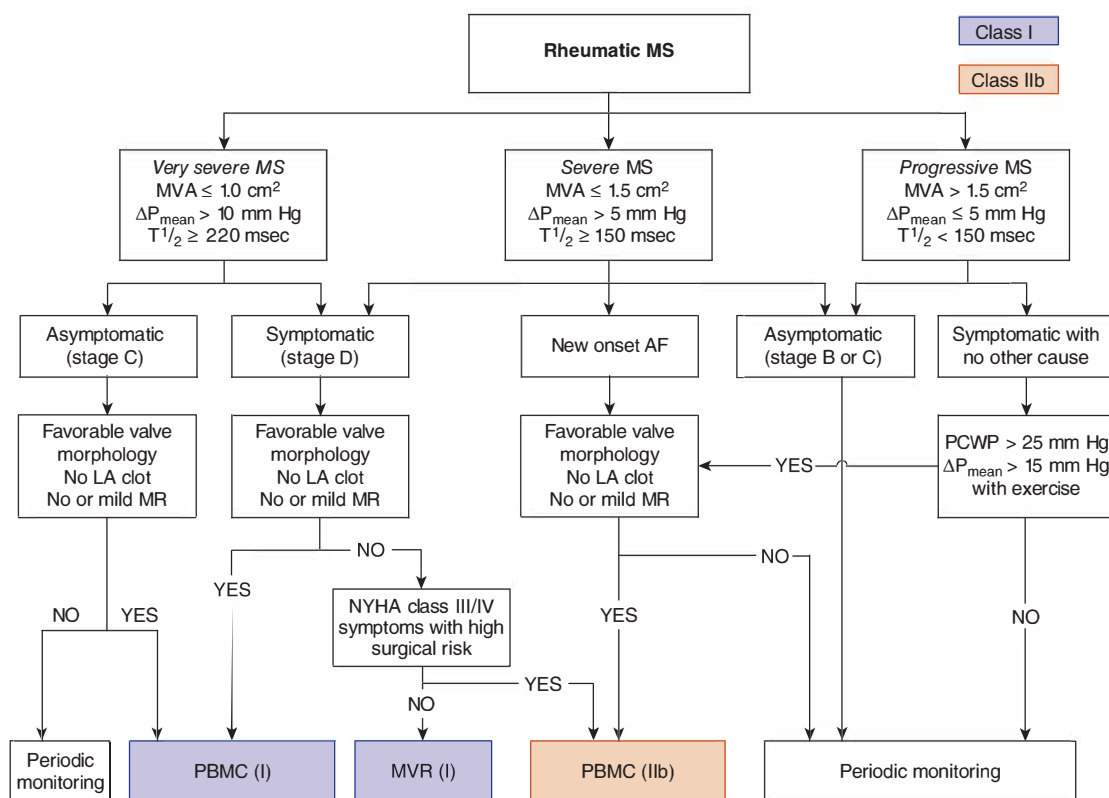 Rheumatic MS
Class I
Class IIb
Very severe MS
MVA ≤ 1.0 cm²
ΔPmean > 10 mm Hg
T1/2 ≥ 220 msec
Severe MS
MVA ≤ 1.5 cm²
ΔPmean > 5 mm Hg
T1/2 ≥ 150 msec
Progressive MS
MVA > 1.5 cm²
ΔPmean ≤ 5 mm Hg
T1/2 < 150 msec
Asymptomatic
(stage C)
Symptomatic
(stage D)
New onset AF
Asymptomatic
(stage B or C)
Symptomatic with
no other cause
Favorable valve
morphology
No LA clot
No or mild MR
Favorable valve
morphology
No LA clot
No or mild MR
Favorable valve
morphology
No LA clot
No or mild MR
YES
PCWP > 25 mm Hg
ΔPmean > 15 mm Hg
with exercise
NO
YES
YES
NO
NO
YES
NO
NYHA class III/IV
symptoms with high
surgical risk
YES
NO
Periodic
monitoring
PBMC (I)
MVR (I)
PBMC (IIb)
Periodic monitoring